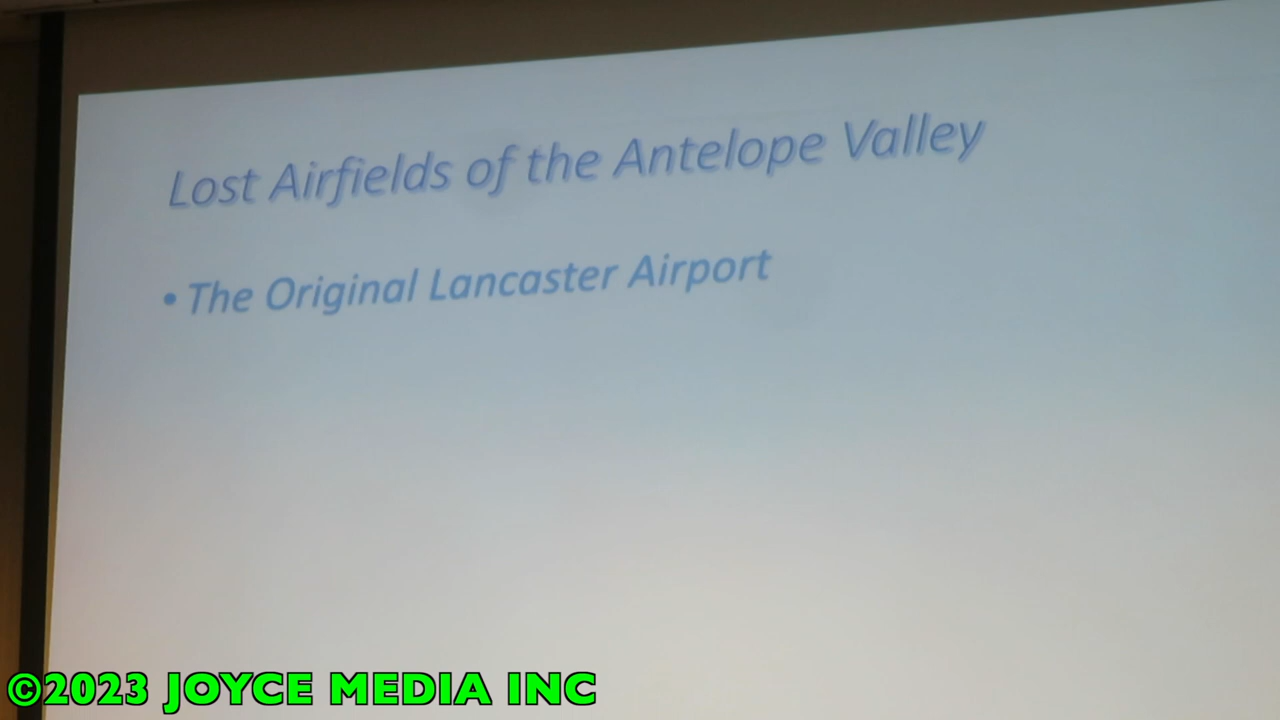 Lost Airfields of the Antelope Valley
• The Original Lancaster Airport
©2023 JOYCE MEDIA INC